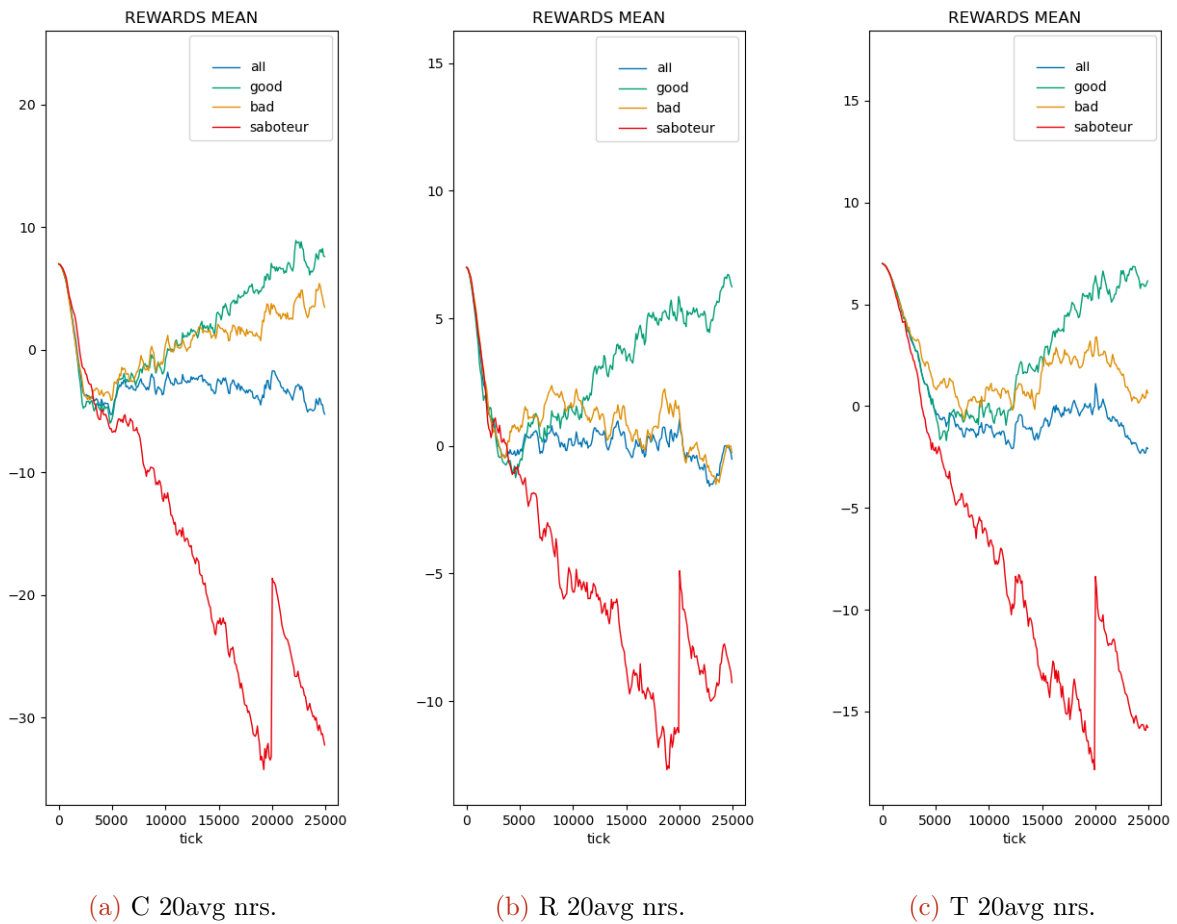 REWARDS MEAN
all
good
bad
saboteur
20
10
0
−10
−20
−30
0 5000 10000 15000 20000 25000
tick
(a) C 20avg nrs.
REWARDS MEAN
all
good
bad
saboteur
15
10
5
0
−5
−10
0 5000 10000 15000 20000 25000
tick
(b) R 20avg nrs.
REWARDS MEAN
all
good
bad
saboteur
15
10
5
0
−5
−10
−15
0 5000 10000 15000 20000 25000
tick
(c) T 20avg nrs.